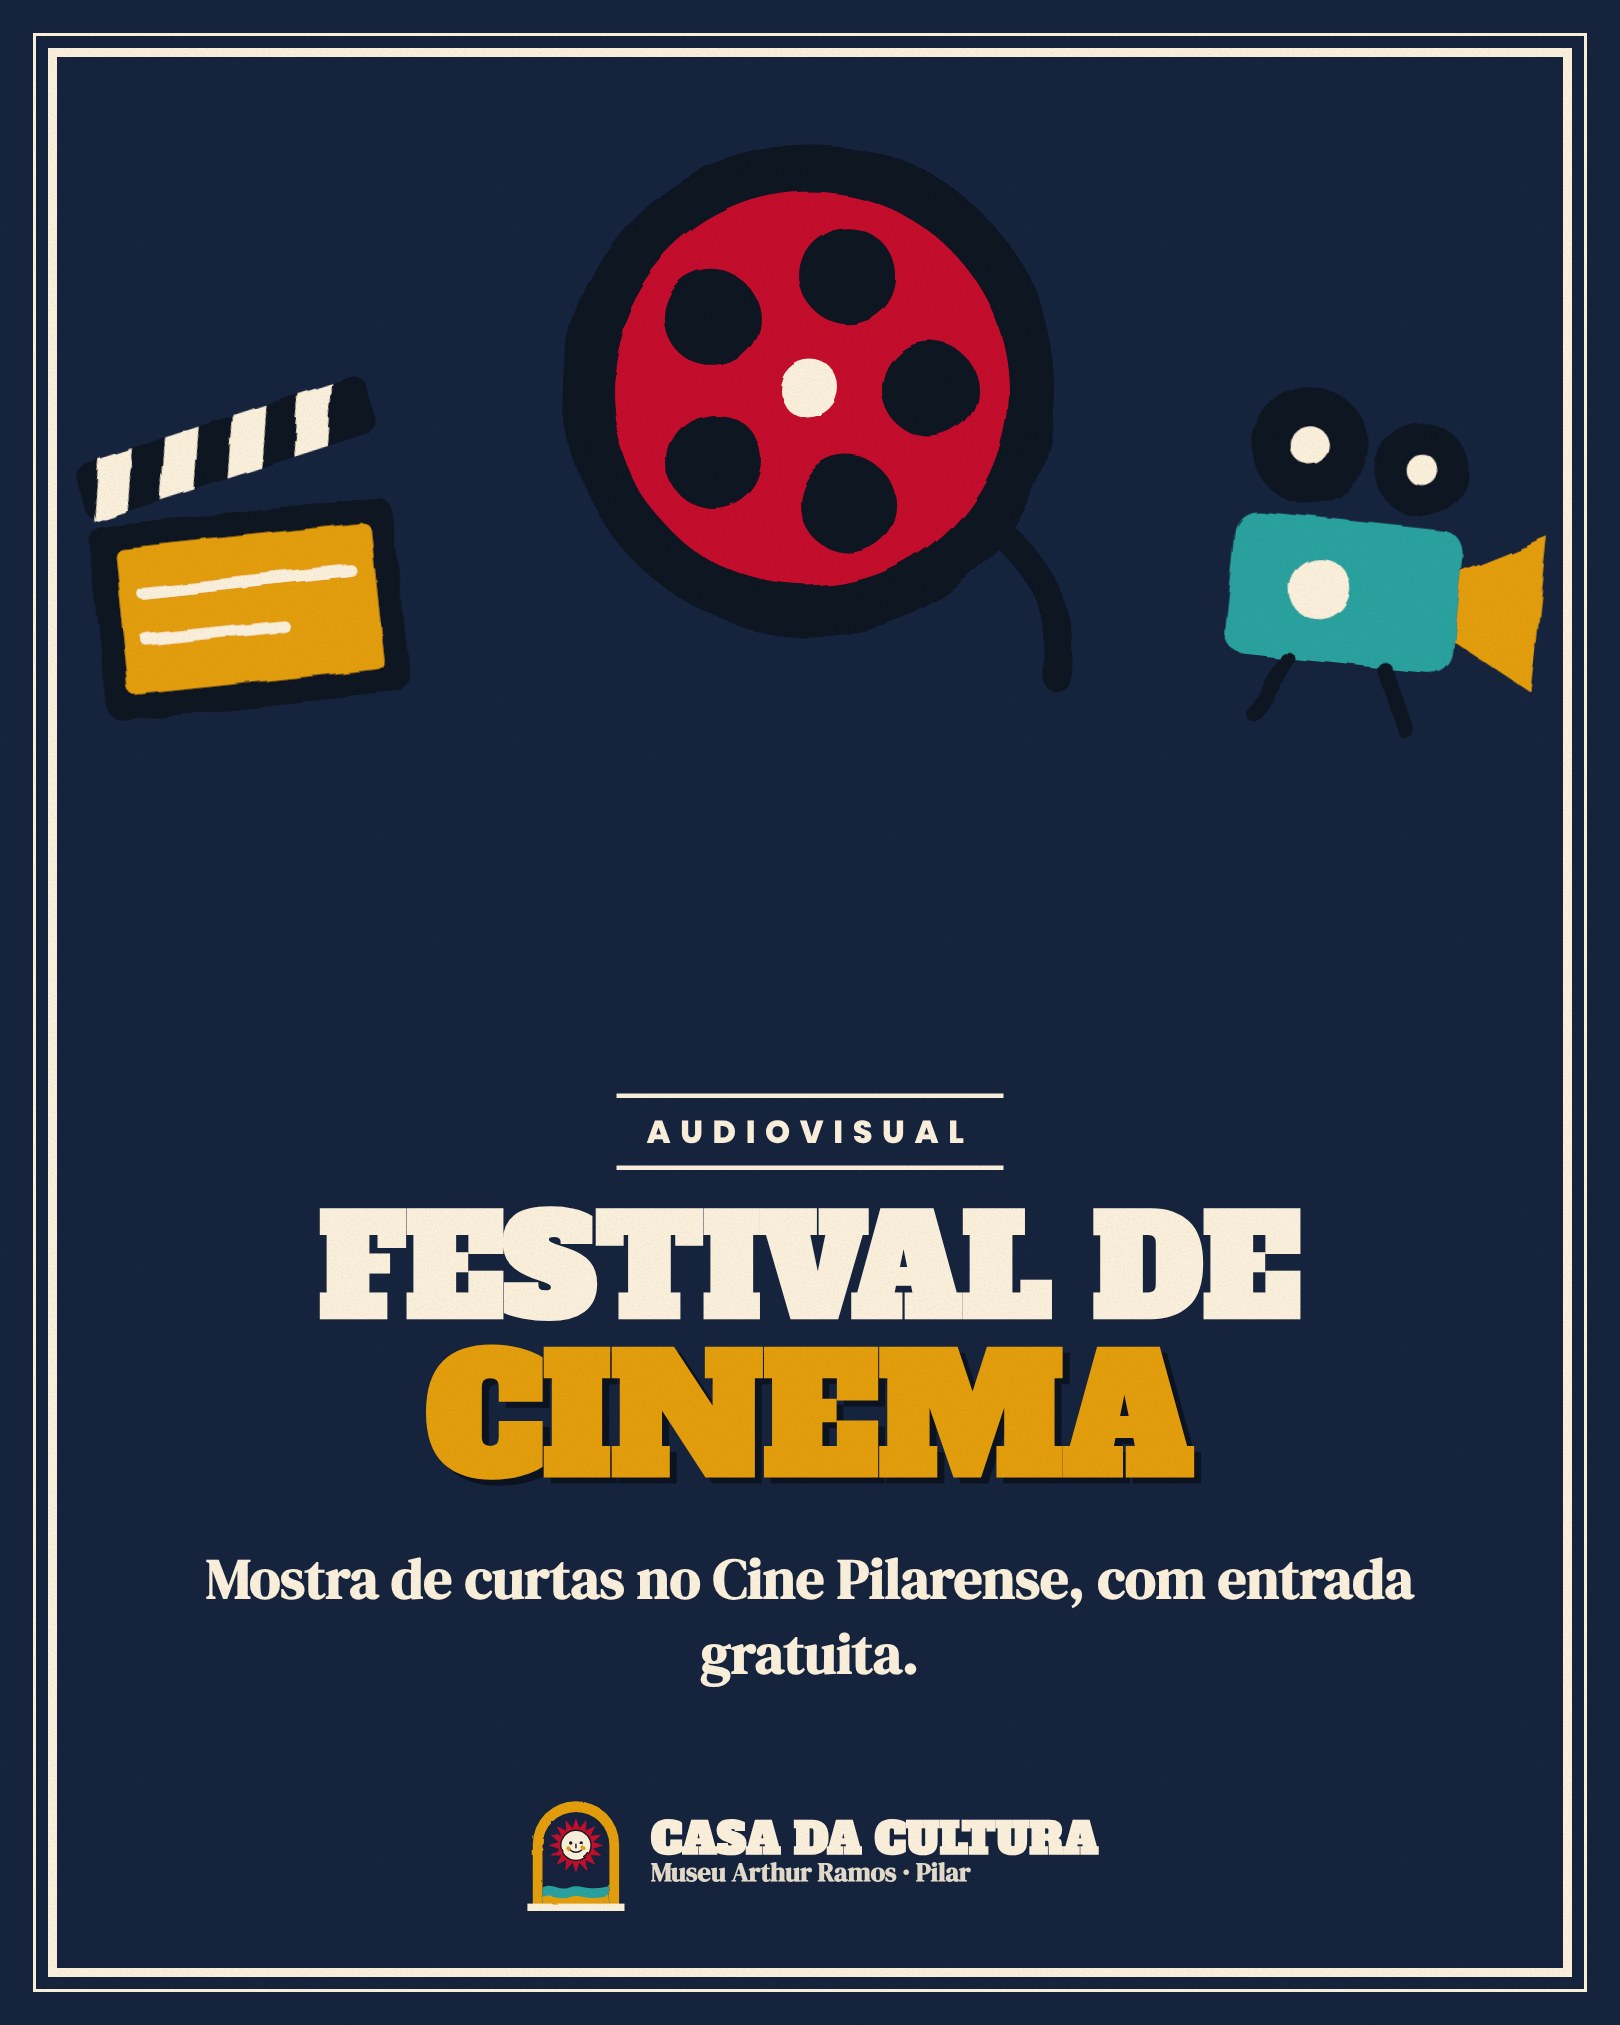 AUDIOVISUAL
FESTIVAL DE
CINEMA
Mostra de curtas no Cine Pilarense, com entrada
gratuita.
CASA DA CULTURA
Museu Arthur Ramos · Pilar